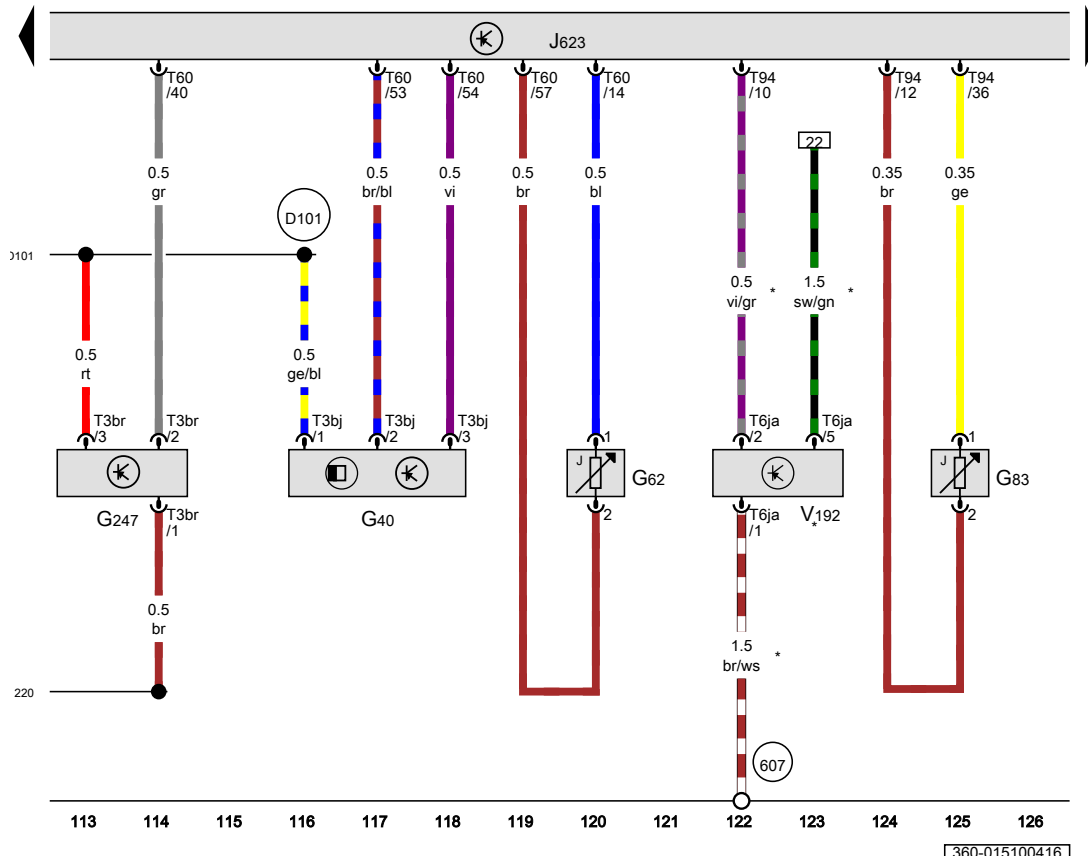 J623
T60 T60 T60 T60 T60 T94 T94 T94
/40 /53 /54 /57 /14 /10 /12 /36
22
0.5 0.5 0.5 0.5 0.5 0.35 0.35
gr br/bl vi br bl br ge
D101
D101
0.5 1.5
vi/gr * sw/gn *
0.5 0.5
rt ge/bl
T3br T3br T3bj T3bj T3bj T6ja T6ja
/3 /2 /1 /2 /3 1 /2 /5 1
J J
G62 G83
G247 T3br G40 2 T6ja V192 2
/1 /1 *
0.5
br
1.5
br/ws *
220
607
113 114 115 116 117 118 119 120 121 122 123 124 125 126
360-015100416